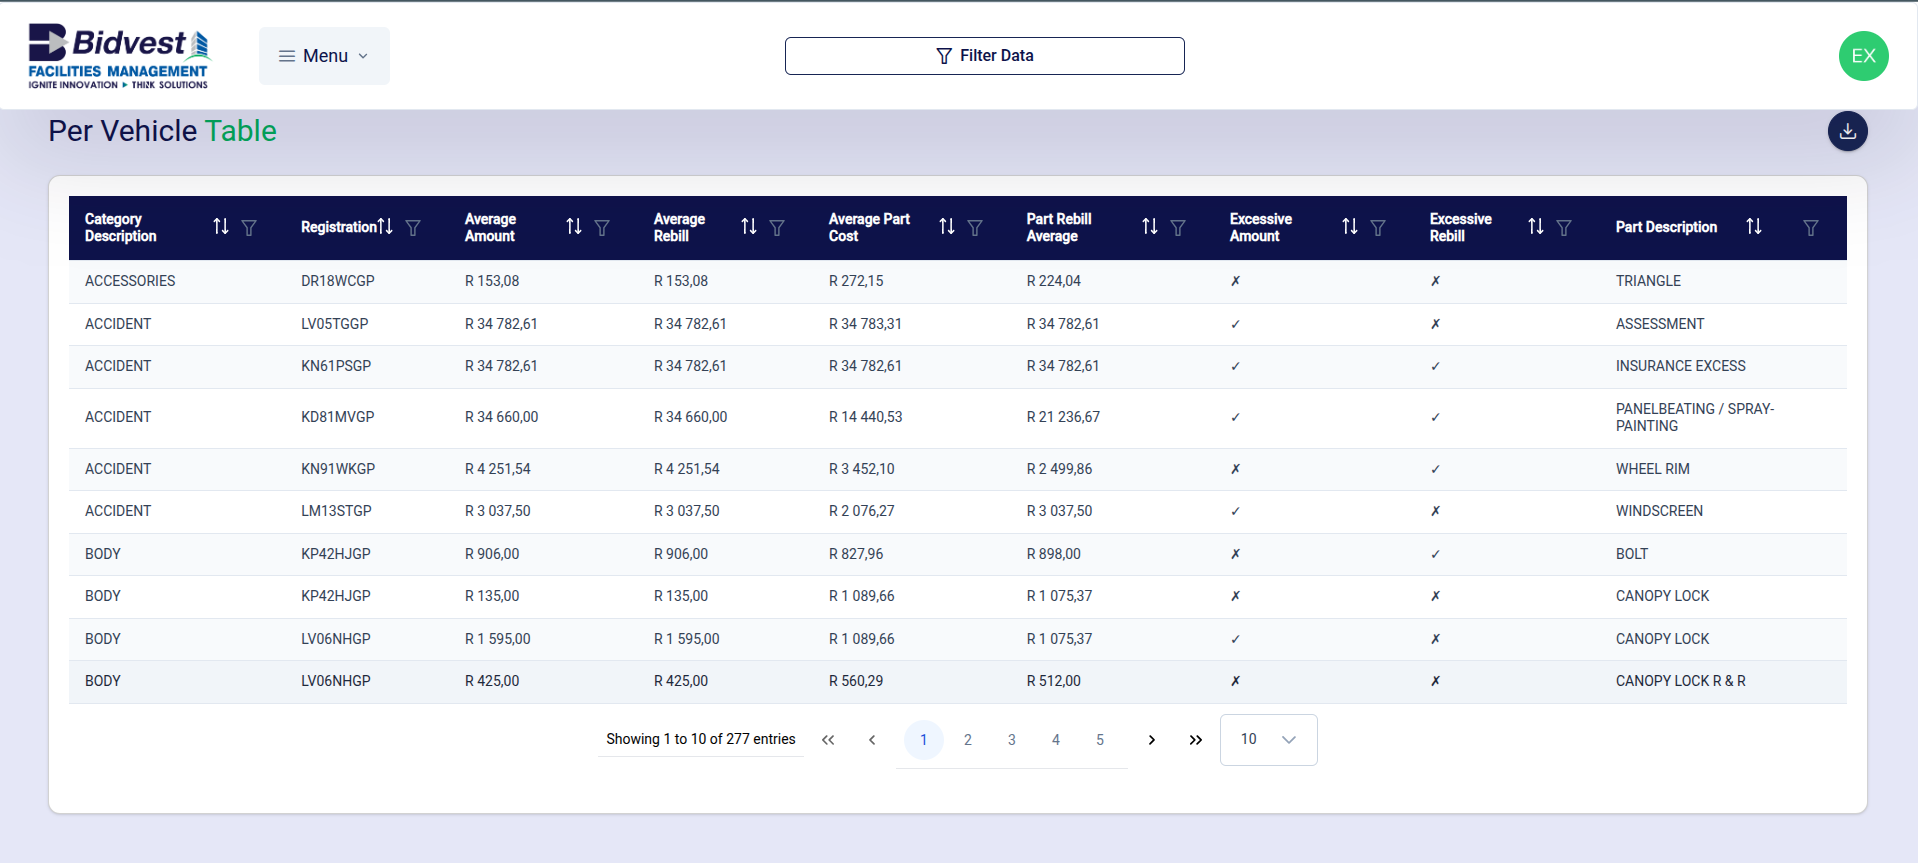 Bidvest
FACILITIES MANAGEMENT
IGNITE INNOVATION ▸ THI2K SOLUTIONS
Menu
Filter Data
EX
Per Vehicle Table
Category Description Registration Average Amount Average Rebill Average Part Cost Part Rebill Average Excessive Amount Excessive Rebill Part Description
ACCESSORIES DR18WCGP R 153,08 R 153,08 R 272,15 R 224,04 ✗ ✗ TRIANGLE
ACCIDENT LV05TGGP R 34 782,61 R 34 782,61 R 34 783,31 R 34 782,61 ✓ ✗ ASSESSMENT
ACCIDENT KN61PSGP R 34 782,61 R 34 782,61 R 34 782,61 R 34 782,61 ✓ ✓ INSURANCE EXCESS
ACCIDENT KD81MVGP R 34 660,00 R 34 660,00 R 14 440,53 R 21 236,67 ✓ ✓ PANELBEATING / SPRAY-
PAINTING
ACCIDENT KN91WKGP R 4 251,54 R 4 251,54 R 3 452,10 R 2 499,86 ✗ ✓ WHEEL RIM
ACCIDENT LM13STGP R 3 037,50 R 3 037,50 R 2 076,27 R 3 037,50 ✓ ✗ WINDSCREEN
BODY KP42HJGP R 906,00 R 906,00 R 827,96 R 898,00 ✗ ✓ BOLT
BODY KP42HJGP R 135,00 R 135,00 R 1 089,66 R 1 075,37 ✗ ✗ CANOPY LOCK
BODY LV06NHGP R 1 595,00 R 1 595,00 R 1 089,66 R 1 075,37 ✓ ✗ CANOPY LOCK
BODY LV06NHGP R 425,00 R 425,00 R 560,29 R 512,00 ✗ ✗ CANOPY LOCK R & R
Showing 1 to 10 of 277 entries « ‹ 1 2 3 4 5 › » 10